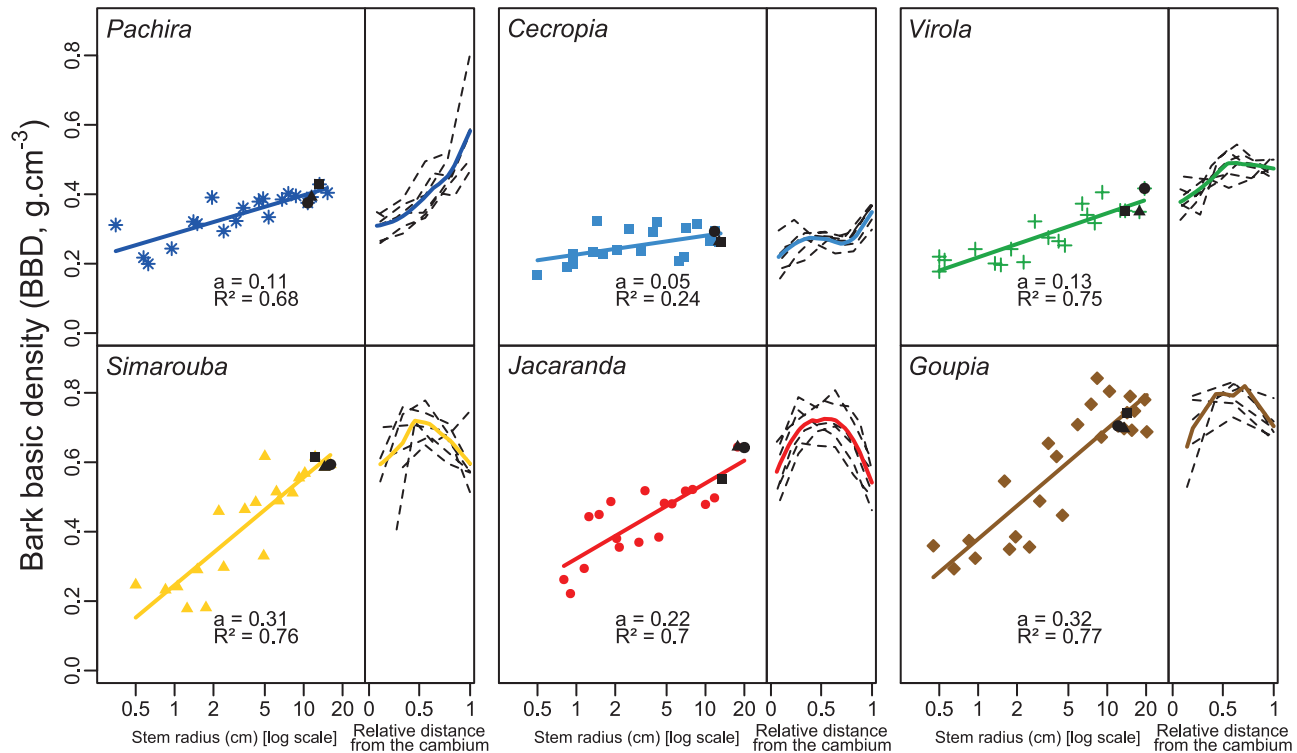 Bark basic density (BBD, g.cm-3)
Pachira
Cecropia
Virola
0.8
0.6
0.4
0.2
0.0
a = 0.11
R² = 0.68
a = 0.05
R² = 0.24
a = 0.13
R² = 0.75
Simarouba
Jacaranda
Goupia
0.8
0.6
0.4
0.2
0.0
a = 0.31
R² = 0.76
a = 0.22
R² = 0.7
a = 0.32
R² = 0.77
0.5 1 2 5 10 20 0 0.5 1 0.5 1 2 5 10 20 0 0.5 1 0.5 1 2 5 10 20 0 0.5 1
Stem radius (cm) [log scale] Relative distance Stem radius (cm) [log scale] Relative distance Stem radius (cm) [log scale] Relative distance
from the cambium from the cambium from the cambium